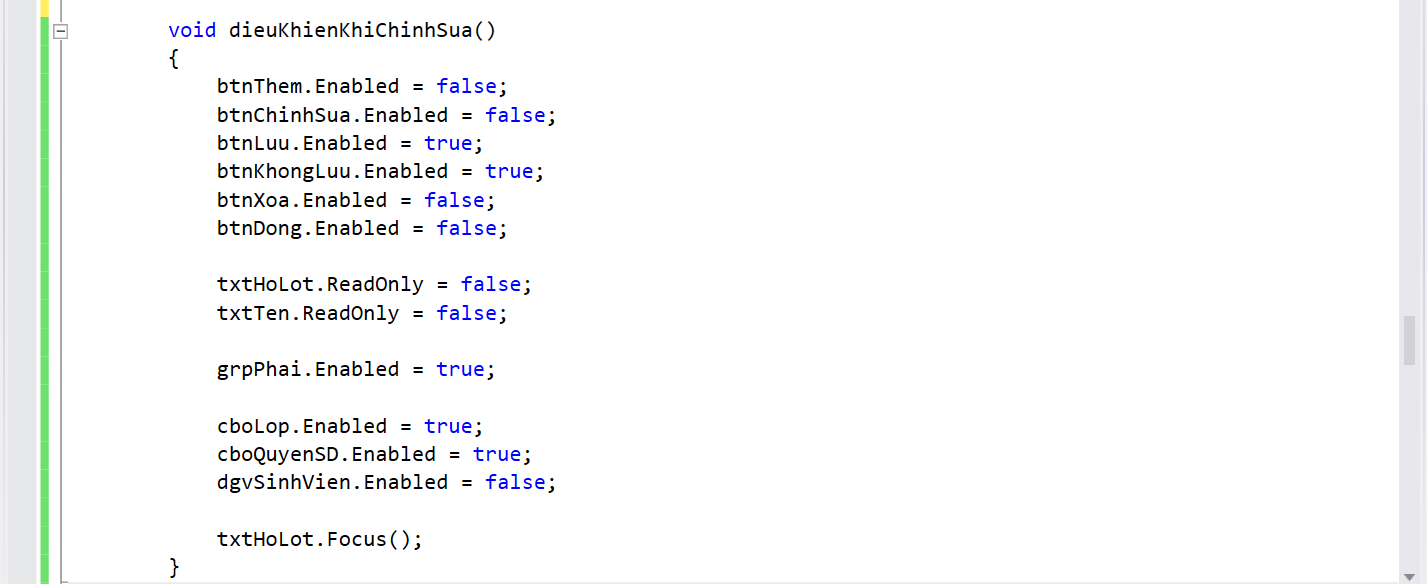 void dieuKhienKhiChinhSua()
{
btnThem.Enabled = false;
btnChinhSua.Enabled = false;
btnLuu.Enabled = true;
btnKhongLuu.Enabled = true;
btnXoa.Enabled = false;
btnDong.Enabled = false;
txtHoLot.ReadOnly = false;
txtTen.ReadOnly = false;
grpPhai.Enabled = true;
cboLop.Enabled = true;
cboQuyenSD.Enabled = true;
dgvSinhVien.Enabled = false;
txtHoLot.Focus();
}